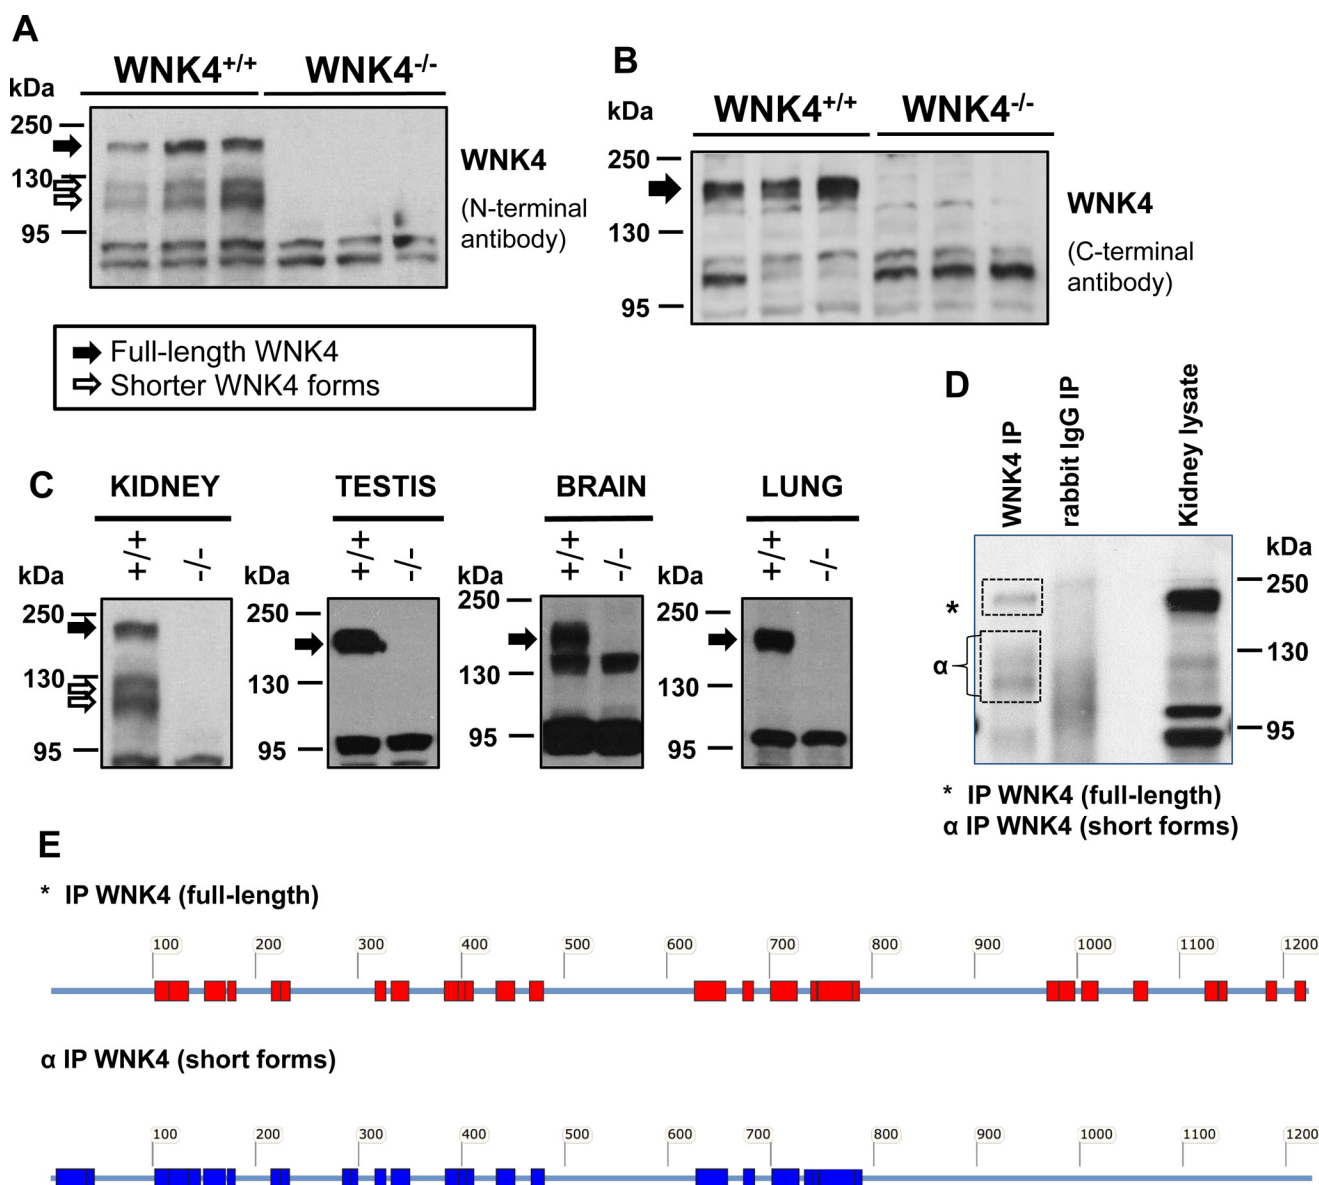 A
WNK4+/+ WNK4-/-
kDa
250
130
95
WNK4
(N-terminal
antibody)
Full-length WNK4
Shorter WNK4 forms
B
WNK4+/+ WNK4-/-
kDa
250
130
95
WNK4
(C-terminal
antibody)
C
KIDNEY
+/+ -/-
kDa
250
130
95
TESTIS
+/+ -/-
kDa
250
130
95
BRAIN
+/+ -/-
kDa
250
130
95
LUNG
+/+ -/-
kDa
250
130
95
D
WNK4 IP
rabbit IgG IP
Kidney lysate
kDa
250
130
95
*
α
* IP WNK4 (full-length)
α IP WNK4 (short forms)
E
* IP WNK4 (full-length)
100 200 300 400 500 600 700 800 900 1000 1100 1200
α IP WNK4 (short forms)
100 200 300 400 500 600 700 800 900 1000 1100 1200